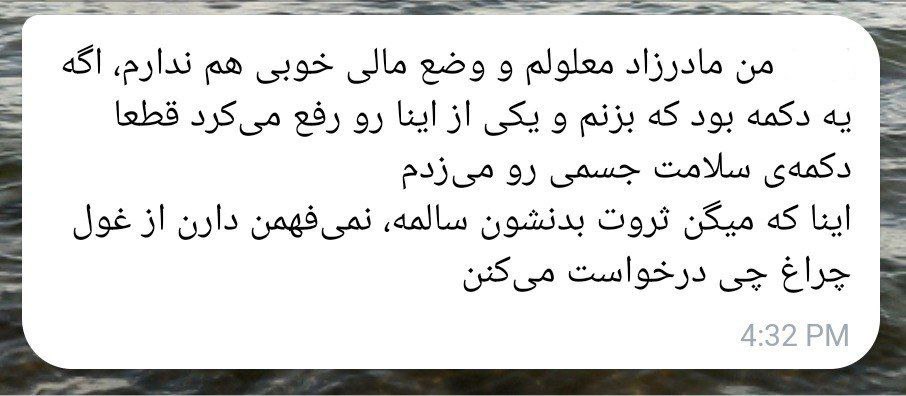 من مادرزاد معلولم و وضع مالی خوبی هم ندارم، اگه
یه دکمه بود که بزنم و یکی از اینا رو رفع می‌کرد قطعا
دکمه‌ی سلامت جسمی رو می‌زدم
اینا که میگن ثروت بدنشون سالمه، نمی‌فهمن دارن از غول
چراغ چی درخواست می‌کنن
4:32 PM